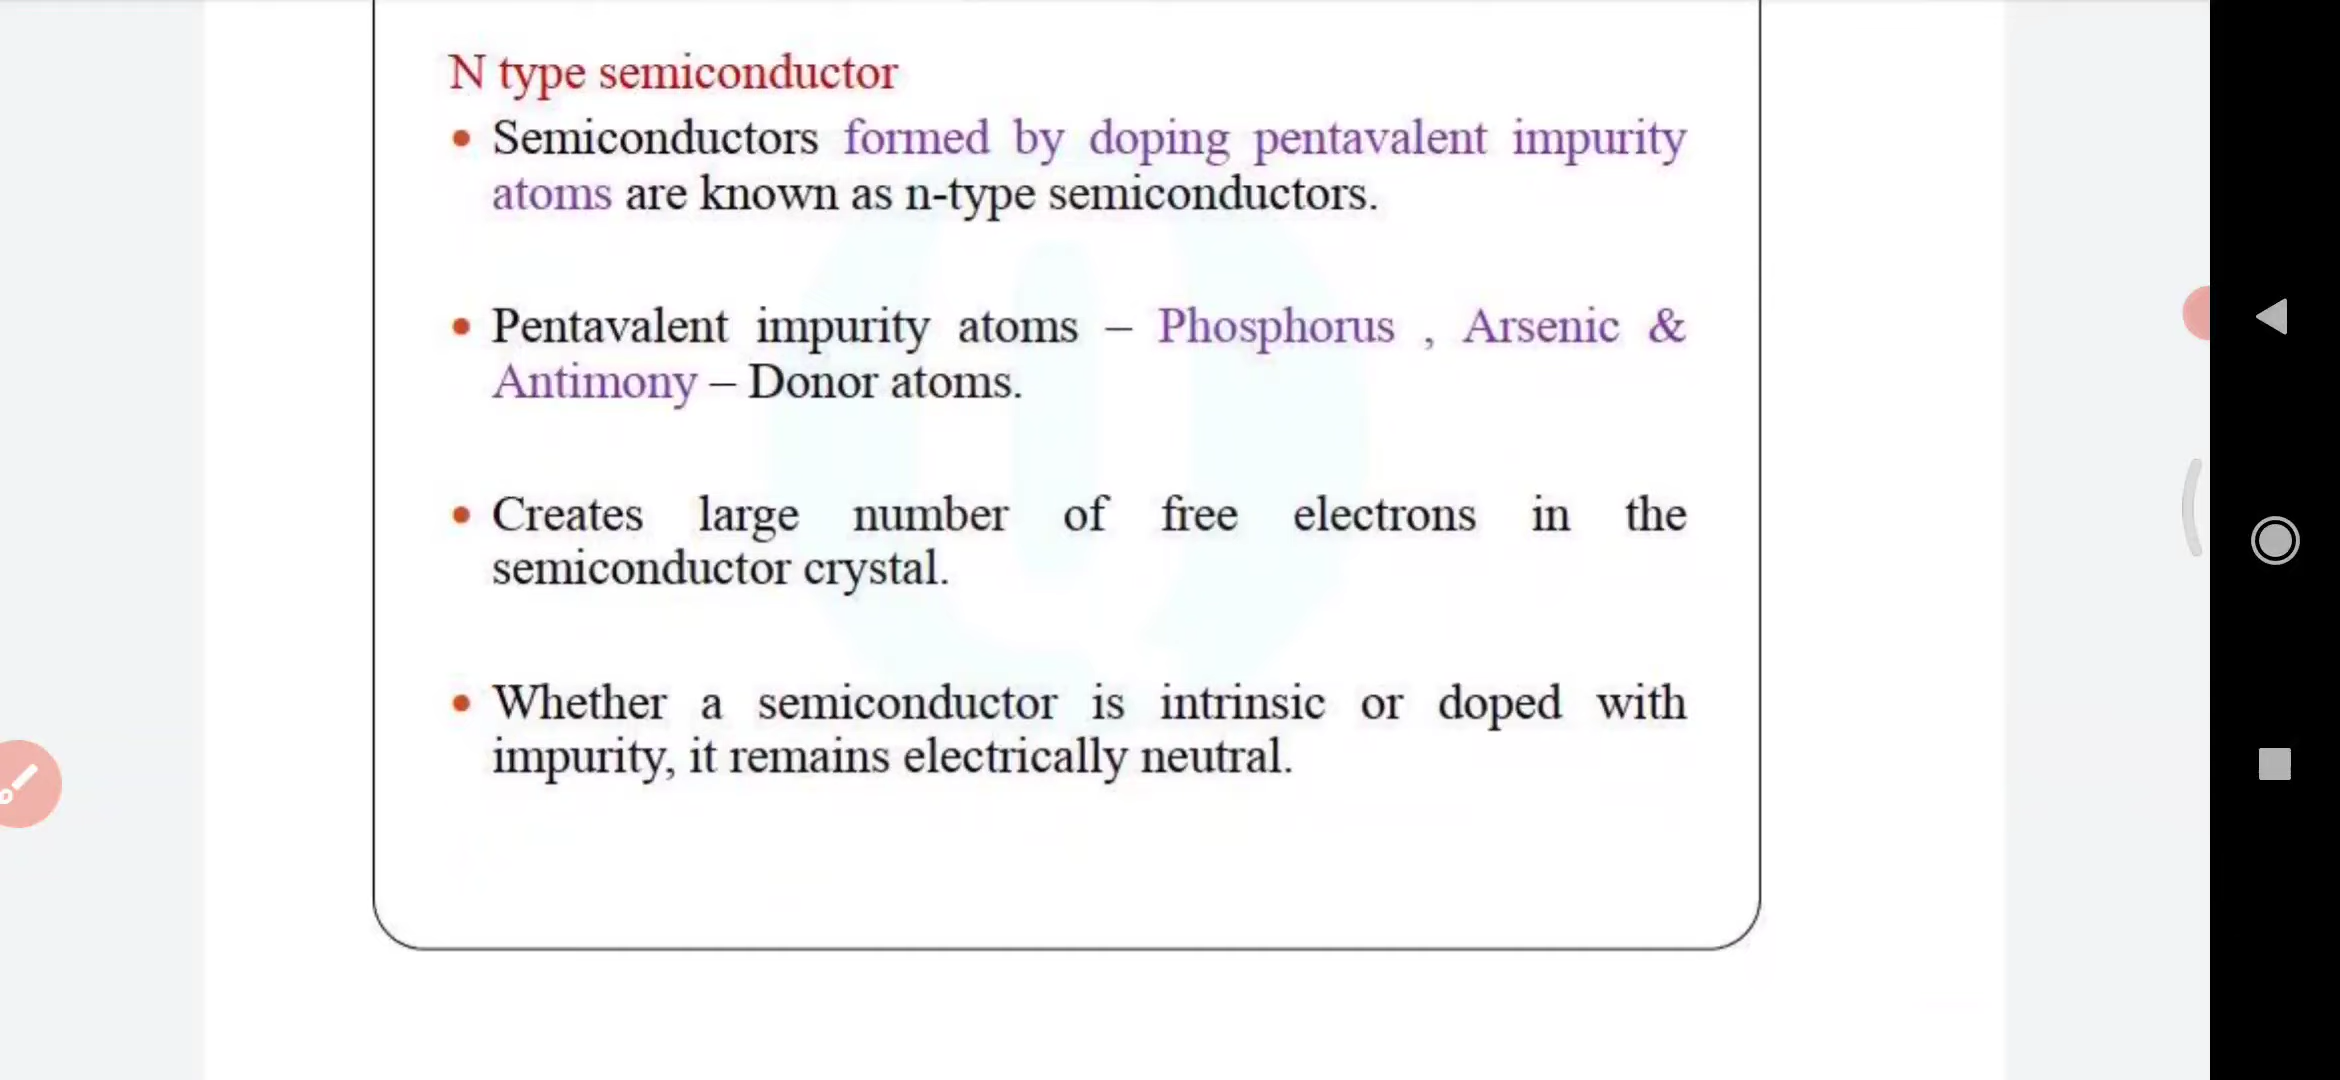 N type semiconductor
• Semiconductors formed by doping pentavalent impurity
atoms are known as n-type semiconductors.
• Pentavalent impurity atoms – Phosphorus , Arsenic &
Antimony – Donor atoms.
• Creates large number of free electrons in the
semiconductor crystal.
• Whether a semiconductor is intrinsic or doped with
impurity, it remains electrically neutral.